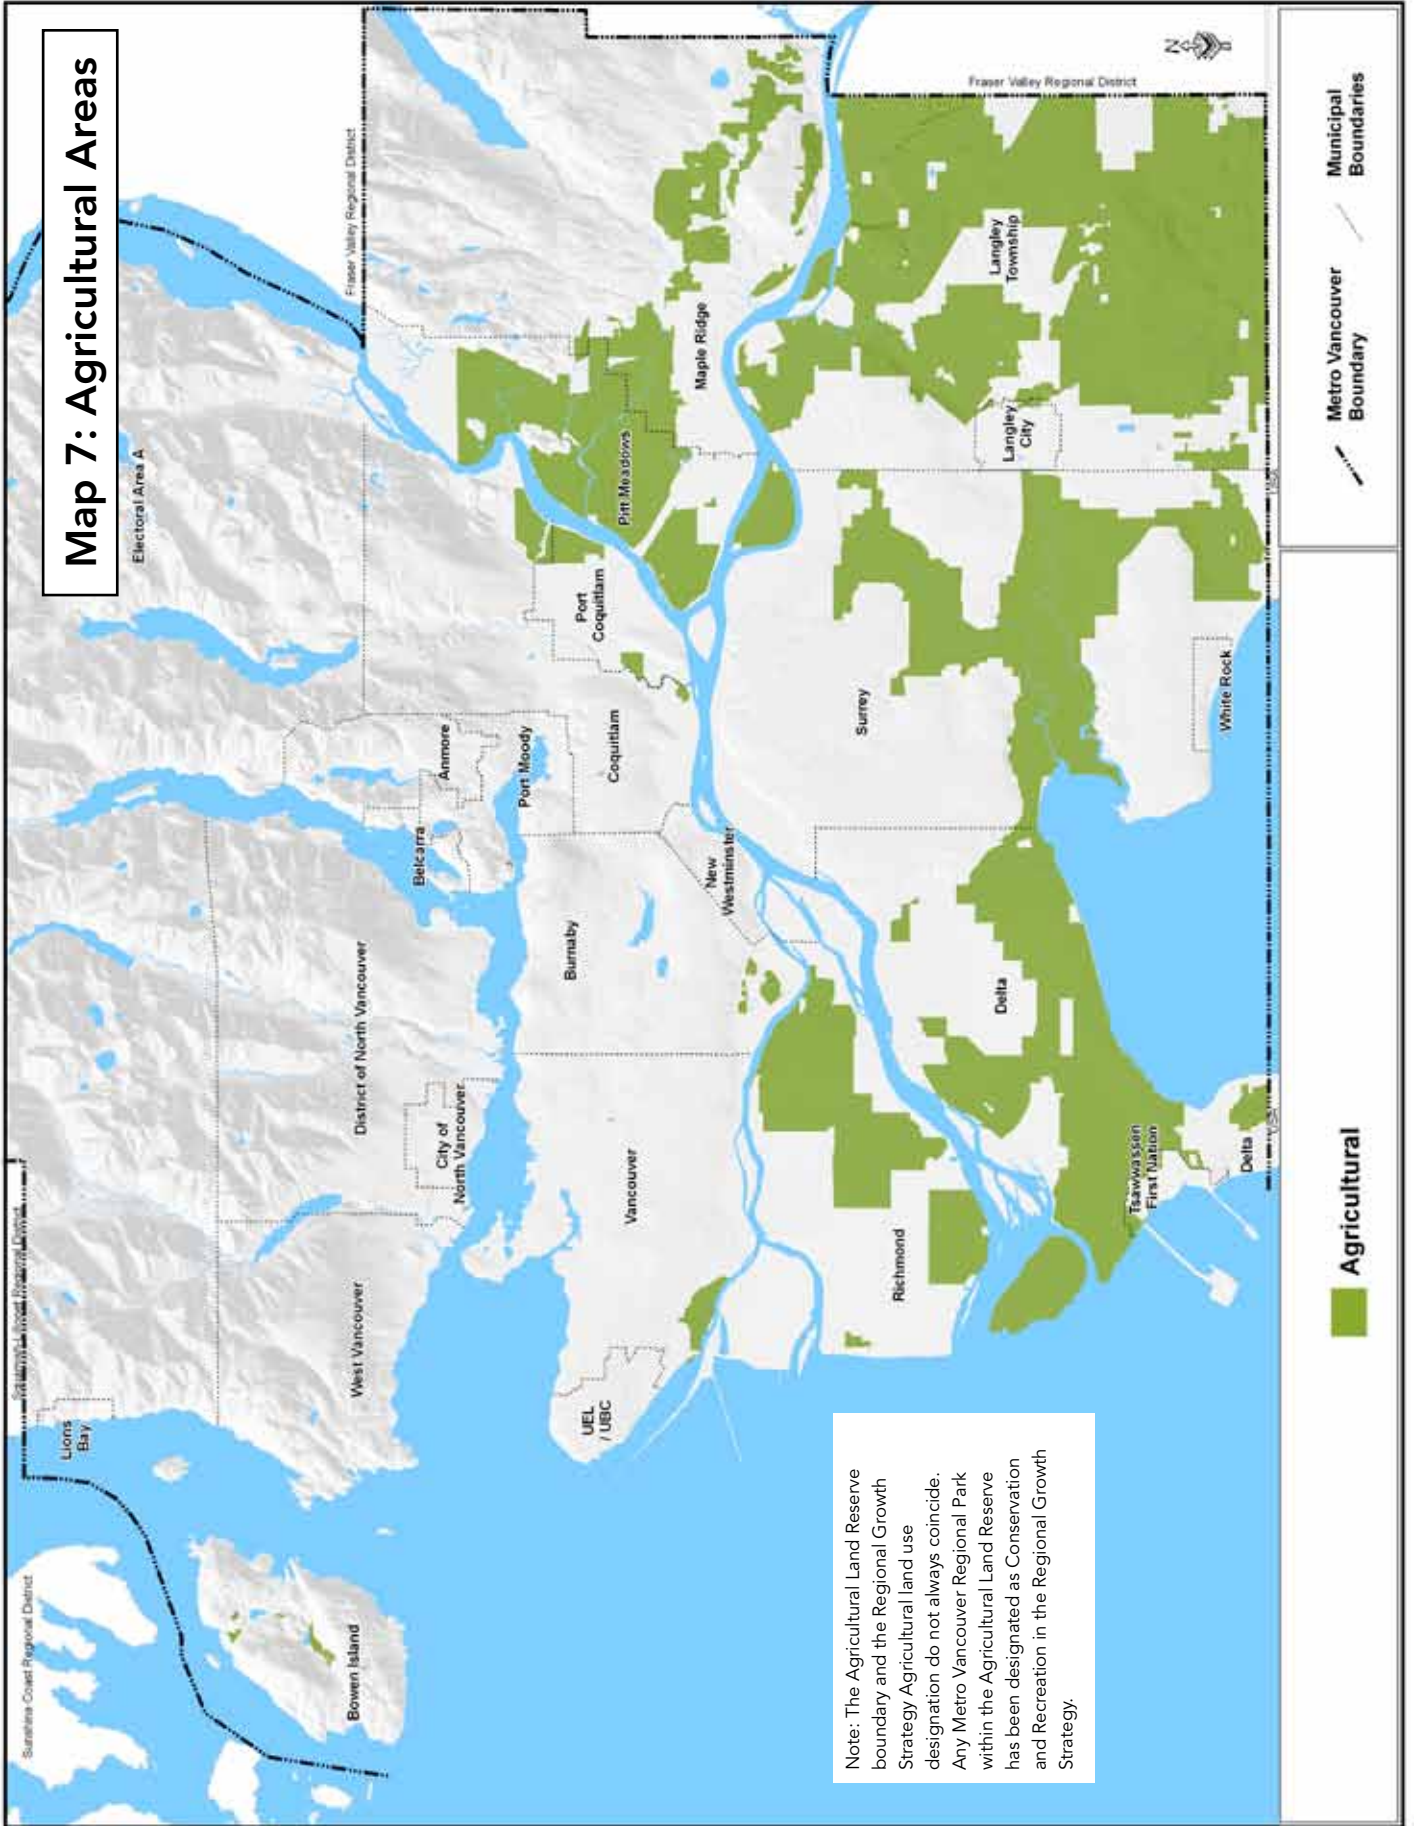 Map 7: Agricultural Areas
Sunshine Coast Regional District
Lions
Bay
Electoral Area A
Fraser Valley Regional District
Bowen Island
West Vancouver
District of North Vancouver
City of
North Vancouver
Belcarra
Anmore
Port Moody
Pitt Meadows
Port
Coquitlam
Coquitlam
Maple Ridge
UEL
/ UBC
Vancouver
Burnaby
New
Westminster
Fraser Valley Regional District
N
Richmond
Surrey
Delta
Langley
City
Langley
Township
Tsawwassen
First Nation
Delta
White Rock
USA
USA
Note: The Agricultural Land Reserve
boundary and the Regional Growth
Strategy Agricultural land use
designation do not always coincide.
Any Metro Vancouver Regional Park
within the Agricultural Land Reserve
has been designated as Conservation
and Recreation in the Regional Growth
Strategy.
Agricultural
Metro Vancouver
Boundary
Municipal
Boundaries